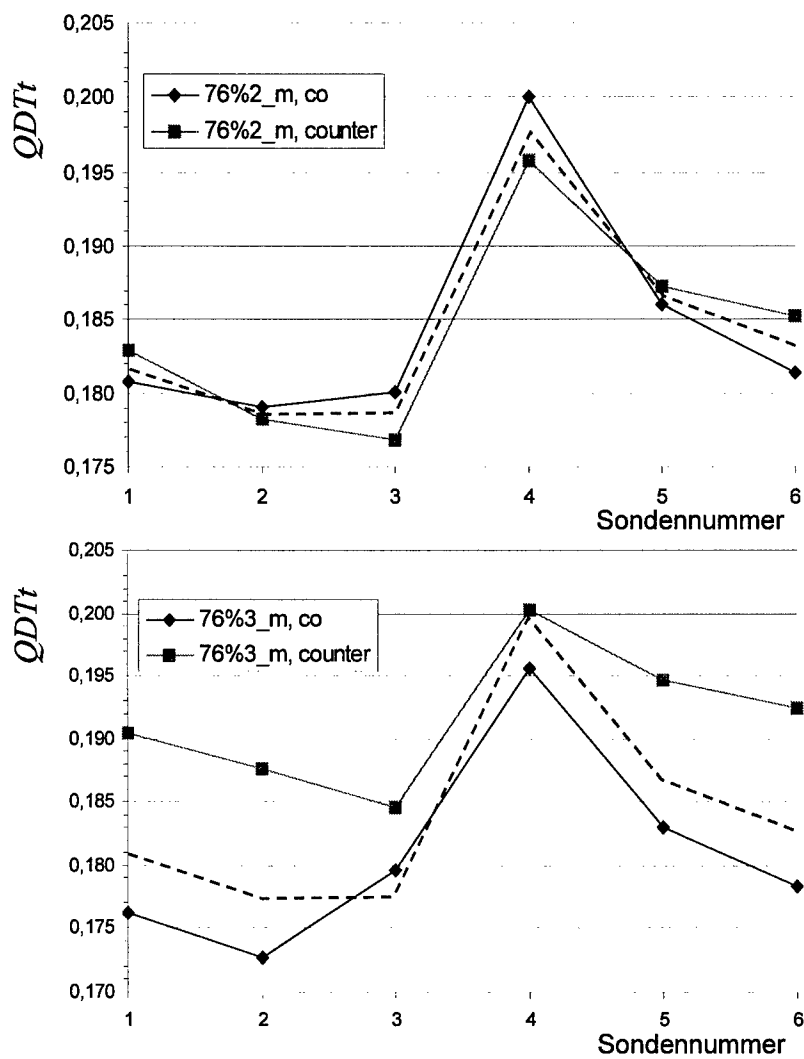 0,205
QDTt
0,200
0,195
0,190
0,185
0,180
0,175
76%2_m, co
76%2_m, counter
1 2 3 4 5 6
Sondennummer
0,205
QDTt
0,200
0,195
0,190
0,185
0,180
0,175
0,170
76%3_m, co
76%3_m, counter
1 2 3 4 5 6
Sondennummer